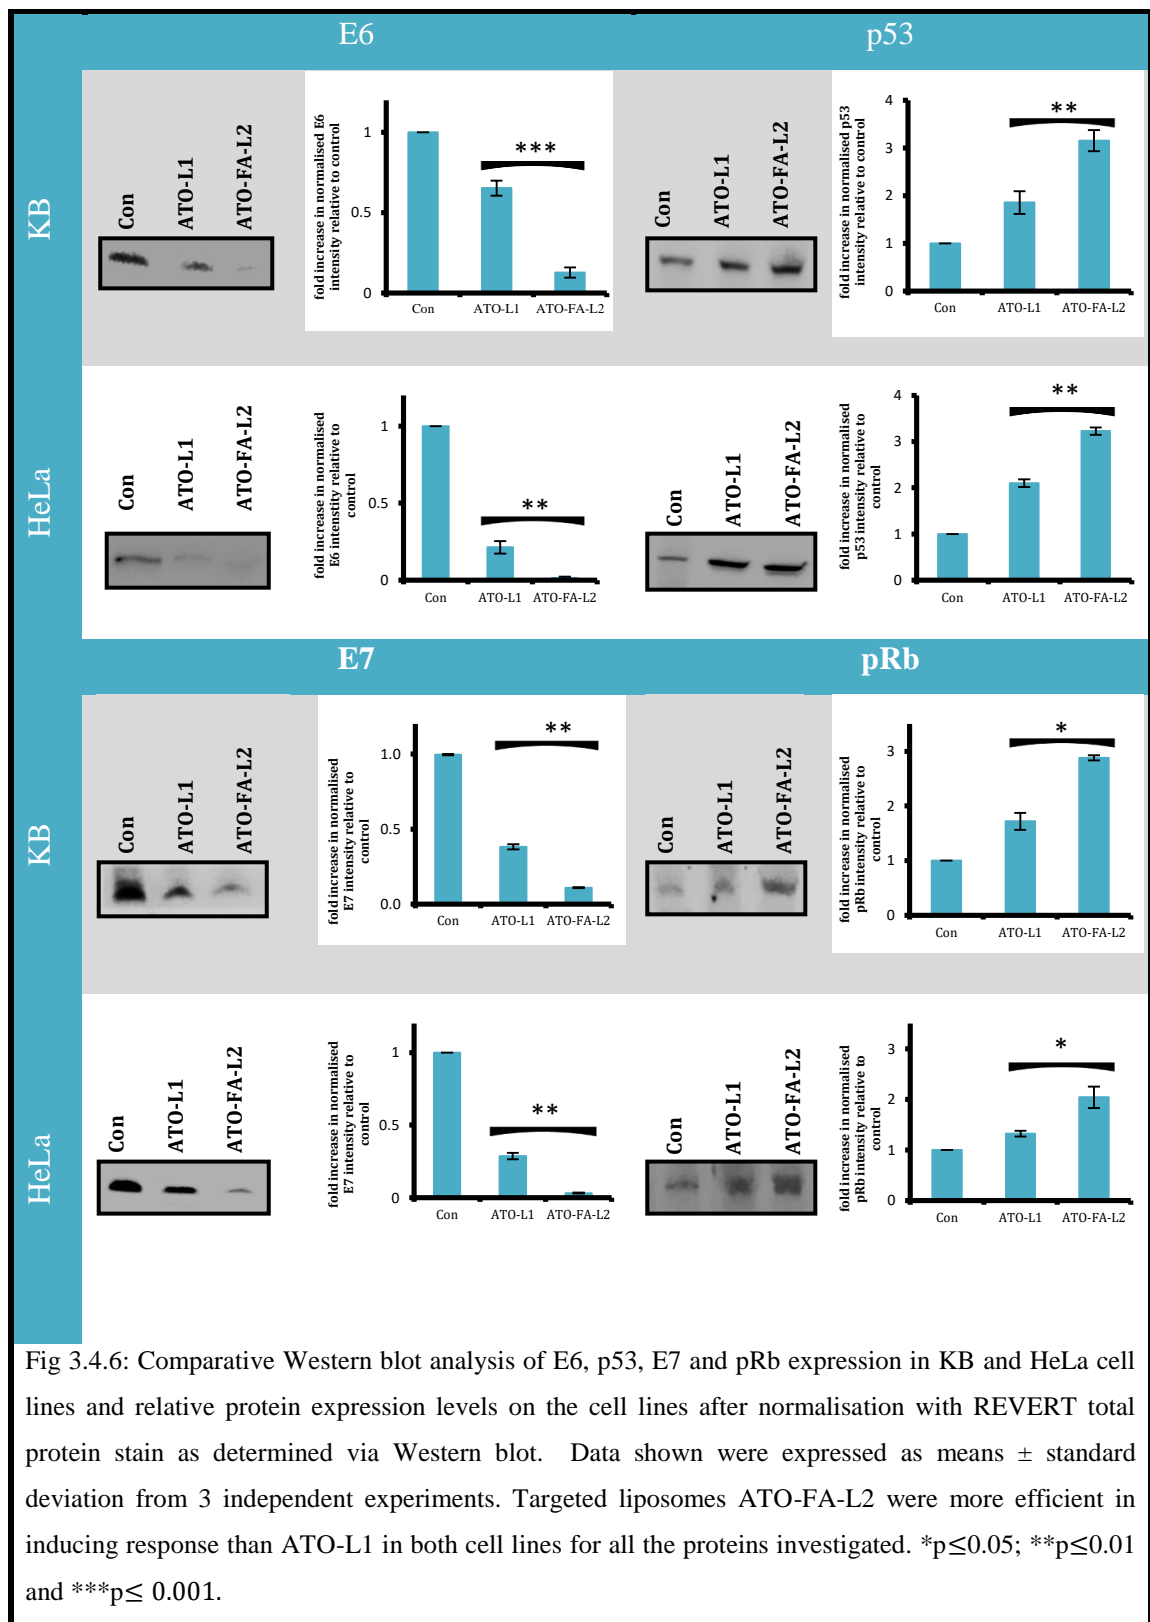 E6
p53
KB
Con
ATO-L1
ATO-FA-L2
fold increase in normalised E6
intensity relative to control
1
0.5
0
***
Con
ATO-L1
ATO-FA-L2
Con
ATO-L1
ATO-FA-L2
fold increase in normalised p53
intensity relative to control
4
3
2
1
0
**
Con
ATO-L1
ATO-FA-L2
HeLa
Con
ATO-L1
ATO-FA-L2
fold increase in normalised
E6 intenstity relative to
control
1
0.5
0
**
Con
ATO-L1
ATO-FA-L2
Con
ATO-L1
ATO-FA-L2
fold increase in normalised
p53 intensity relative to
control
4
3
2
1
0
**
Con
ATO-L1
ATO-FA-L2
E7
pRb
KB
Con
ATO-L1
ATO-FA-L2
fold increase in normalised
E7 intensity relative to
control
1.0
0.5
0.0
**
Con
ATO-L1
ATO-FA-L2
Con
ATO-L1
ATO-FA-L2
fold increase in normalised
pRb intensity relative to
control
3
2
1
0
*
Con
ATO-L1
ATO-FA-L2
HeLa
Con
ATO-L1
ATO-FA-L2
fold increase in normalised
E7 intensity relative to
control
1
0.5
0
**
Con
ATO-L1
ATO-FA-L2
Con
ATO-L1
ATO-FA-L2
fold increase in normalised
pRb intensity relative to
control
3
2
1
0
*
Con
ATO-L1
ATO-FA-L2
Fig 3.4.6: Comparative Western blot analysis of E6, p53, E7 and pRb expression in KB and HeLa cell
lines and relative protein expression levels on the cell lines after normalisation with REVERT total
protein stain as determined via Western blot. Data shown were expressed as means ± standard
deviation from 3 independent experiments. Targeted liposomes ATO-FA-L2 were more efficient in
inducing response than ATO-L1 in both cell lines for all the proteins investigated. *p≤0.05; **p≤0.01
and ***p≤ 0.001.